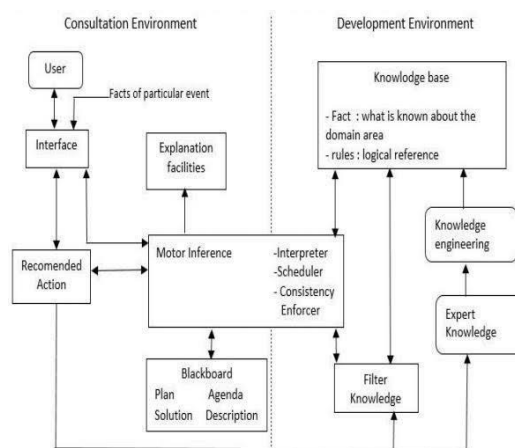 Consultation Environment
Development Environment
User
Facts of particular event
Interface
Explanation
facilities
Knowlodge base
- Fact : what is known about the
domain area
- rules : logical reference
Recomended
Action
Motor Inference
-Interpreter
-Scheduler
- Consistency
Enforcer
Knowledge
engineering
Expert
Knowledge
Blackboard
Plan Agenda
Solution Description
Filter
Knowledge